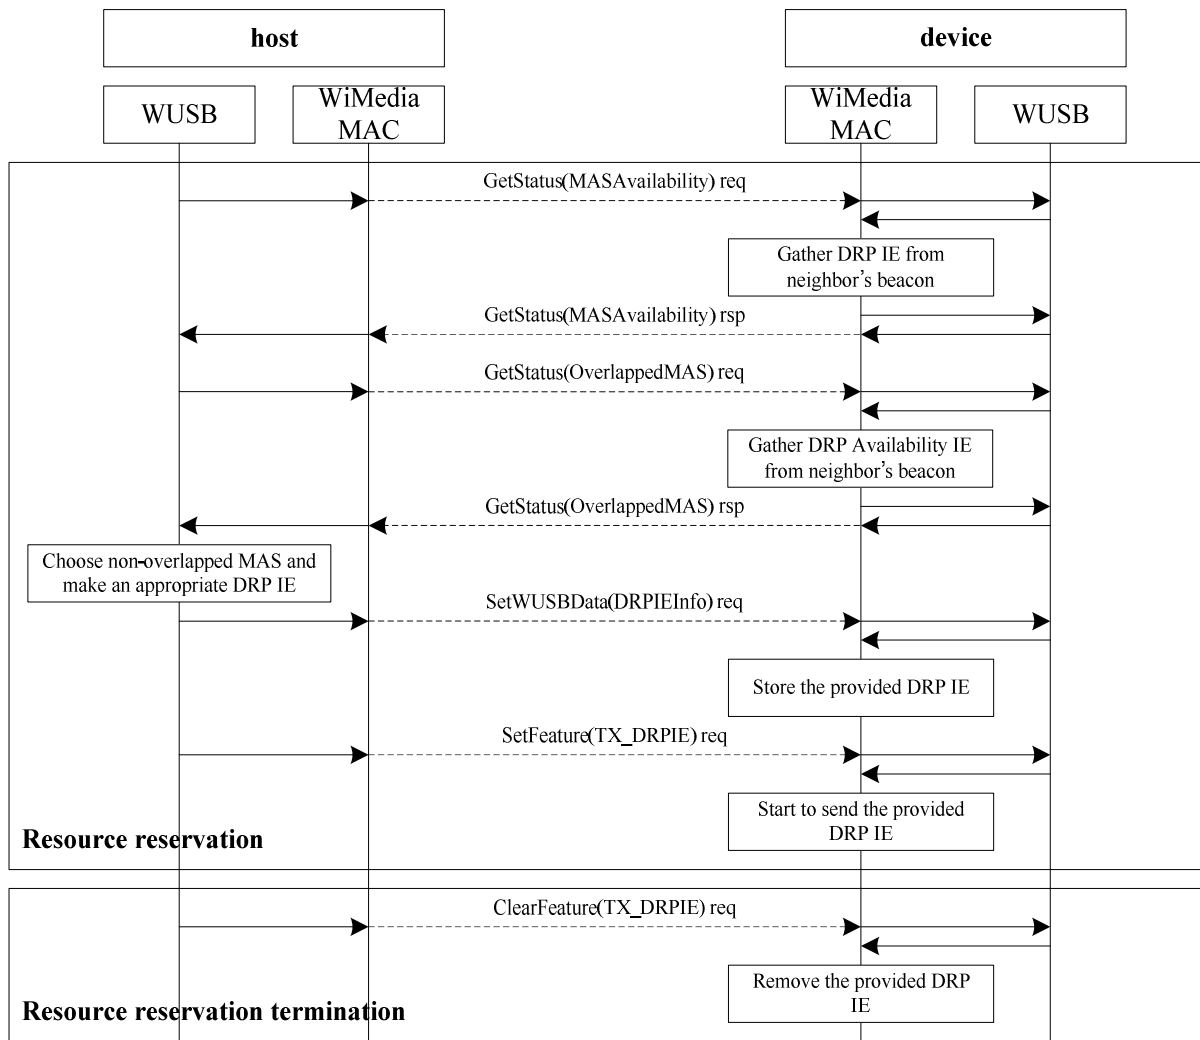 host
device
WUSB
WiMedia
MAC
WiMedia
MAC
WUSB
GetStatus(MASAvailability) req
Gather DRP IE from
neighbor's beacon
GetStatus(MASAvailability) rsp
GetStatus(OverlappedMAS) req
Gather DRP Availability IE
from neighbor's beacon
GetStatus(OverlappedMAS) rsp
Choose non-overlapped MAS and
make an appropriate DRP IE
SetWUSBData(DRPIEInfo) req
Store the provided DRP IE
SetFeature(TX_DRPIE) req
Start to send the provided
DRP IE
Resource reservation
ClearFeature(TX_DRPIE) req
Remove the provided DRP
IE
Resource reservation termination